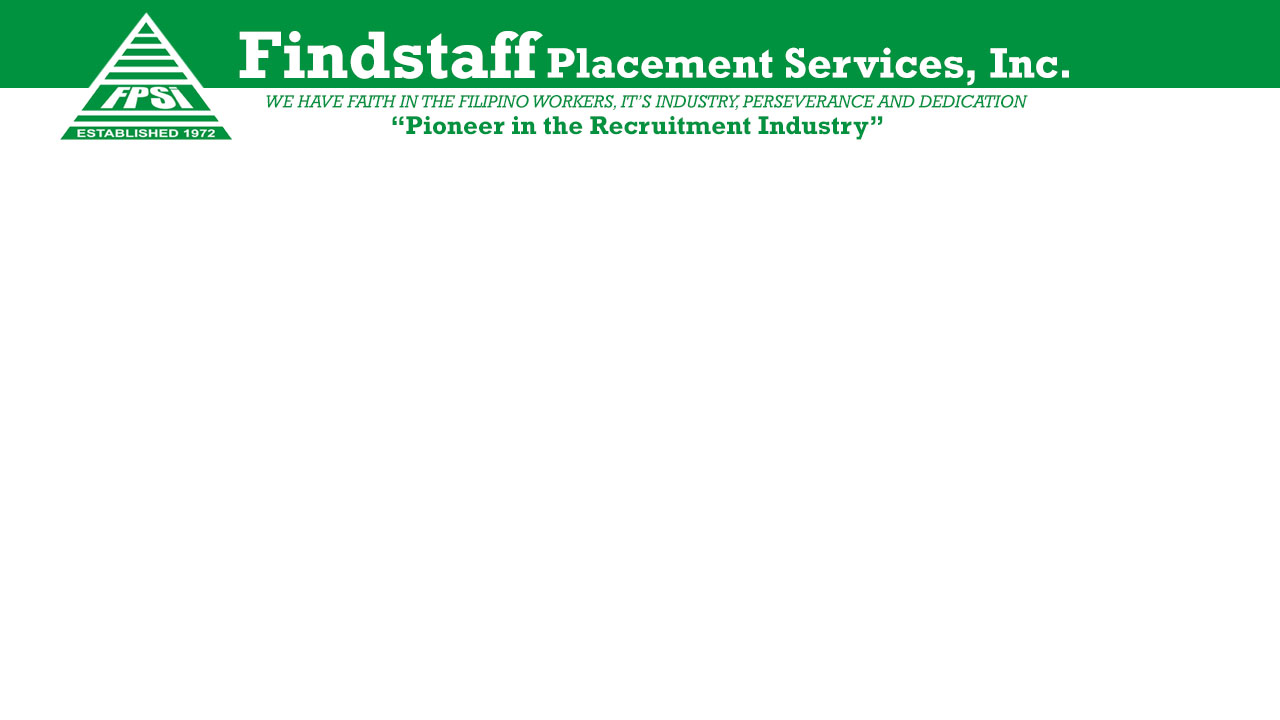 Findstaff Placement Services, Inc.
FPSi
WE HAVE FAITH IN THE FILIPINO WORKERS, IT'S INDUSTRY, PERSEVERANCE AND DEDICATION
“Pioneer in the Recruitment Industry”
ESTABLISHED 1972